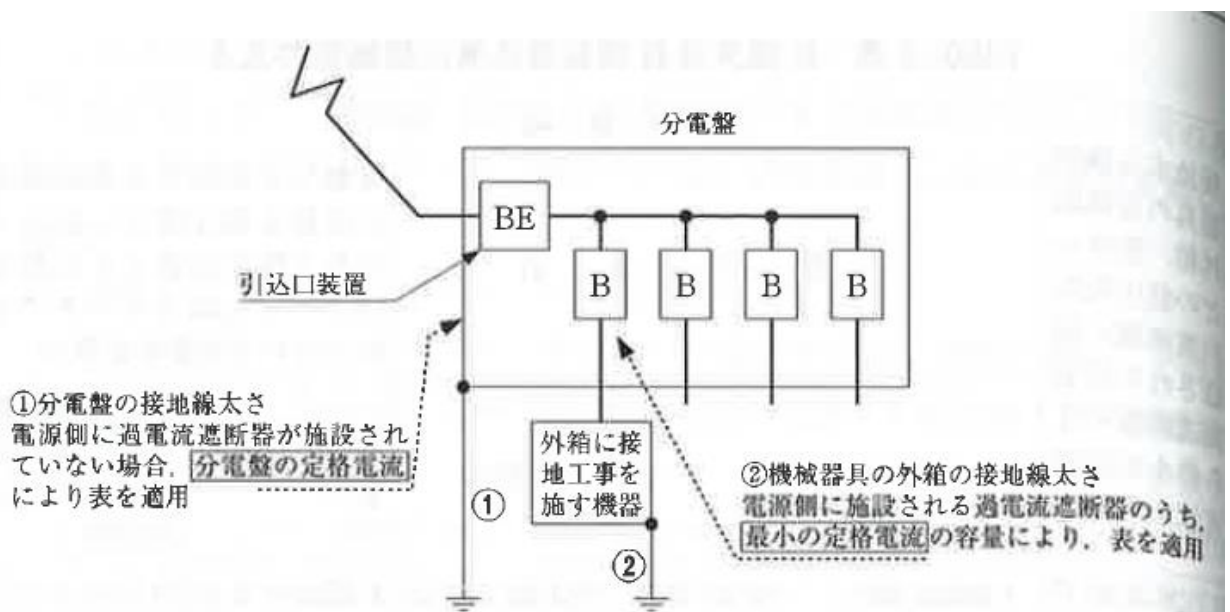 分電盤
BE
引込口装置
B
B
B
B
①分電盤の接地線太さ
電源側に過電流遮断器が施設され
ていない場合，分電盤の定格電流
により表を適用
①
外箱に接
地工事を
施す機器
②
②機械器具の外箱の接地線太さ
電源側に施設される過電流遮断器のうち，
最小の定格電流の容量により，表を適用